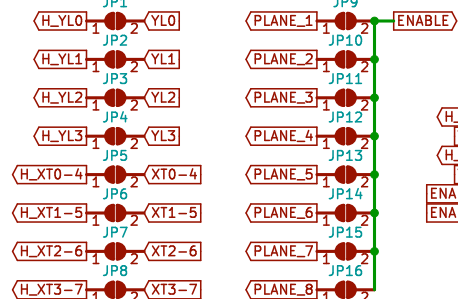 JP1 JP9
H_YL0 1 2 YL0 PLANE_1 1 2 ENABLE
JP2 JP10
H_YL1 1 2 YL1 PLANE_2 1 2
JP3 JP11
H_YL2 1 2 YL2 PLANE_3 1 2
JP4 JP12
H_YL3 1 2 YL3 PLANE_4 1 2
JP5 JP13
H_XT0-4 1 2 XT0-4 PLANE_5 1 2
JP6 JP14
H_XT1-5 1 2 XT1-5 PLANE_6 1 2
JP7 JP15
H_XT2-6 1 2 XT2-6 PLANE_7 1 2
JP8 JP16
H_XT3-7 1 2 XT3-7 PLANE_8 1 2
H_
H_
ENA
ENA